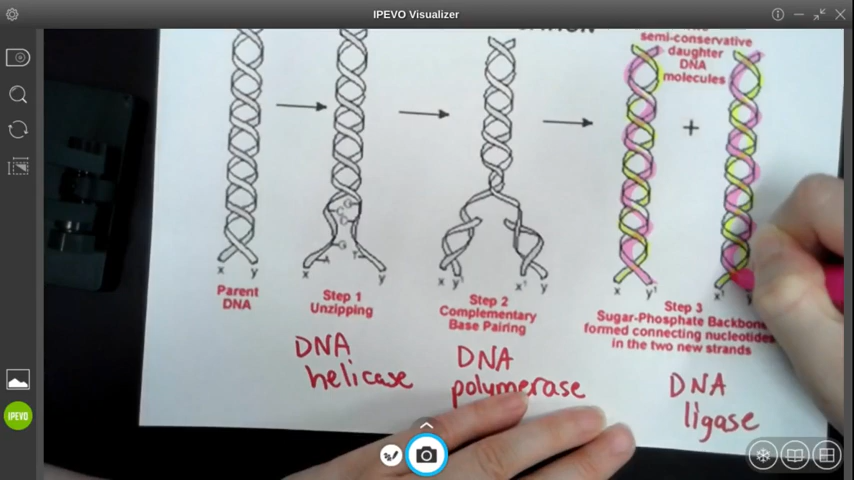 IPEVO Visualizer
semi-conservative
daughter
DNA
molecules
x y
Parent
DNA
G
C
G
A T
x y
Step 1
Unzipping
x y' x' y
Step 2
Complementary
Base Pairing
x y' x'
Step 3
Sugar-Phosphate Backbon
formed connecting nucleotides
in the two new strands
DNA
helicase
DNA
polymerase
DNA
ligase
IPEVO